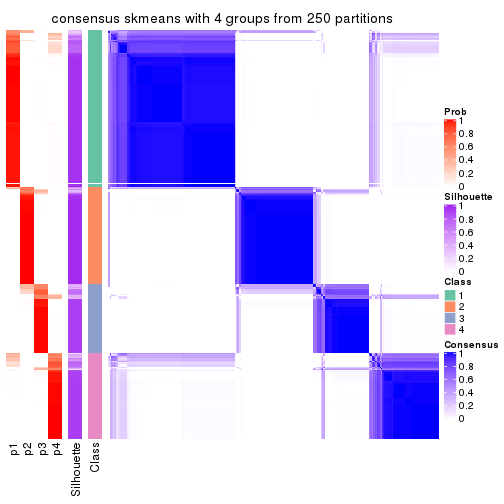 consensus skmeans with 4 groups from 250 partitions
Prob
1
0.8
0.6
0.4
0.2
0
Silhouette
1
0.8
0.6
0.4
0.2
0
Class
1
2
3
4
Consensus
1
0.8
0.6
0.4
0.2
0
p1
p2
p3
p4
Silhouette
Class